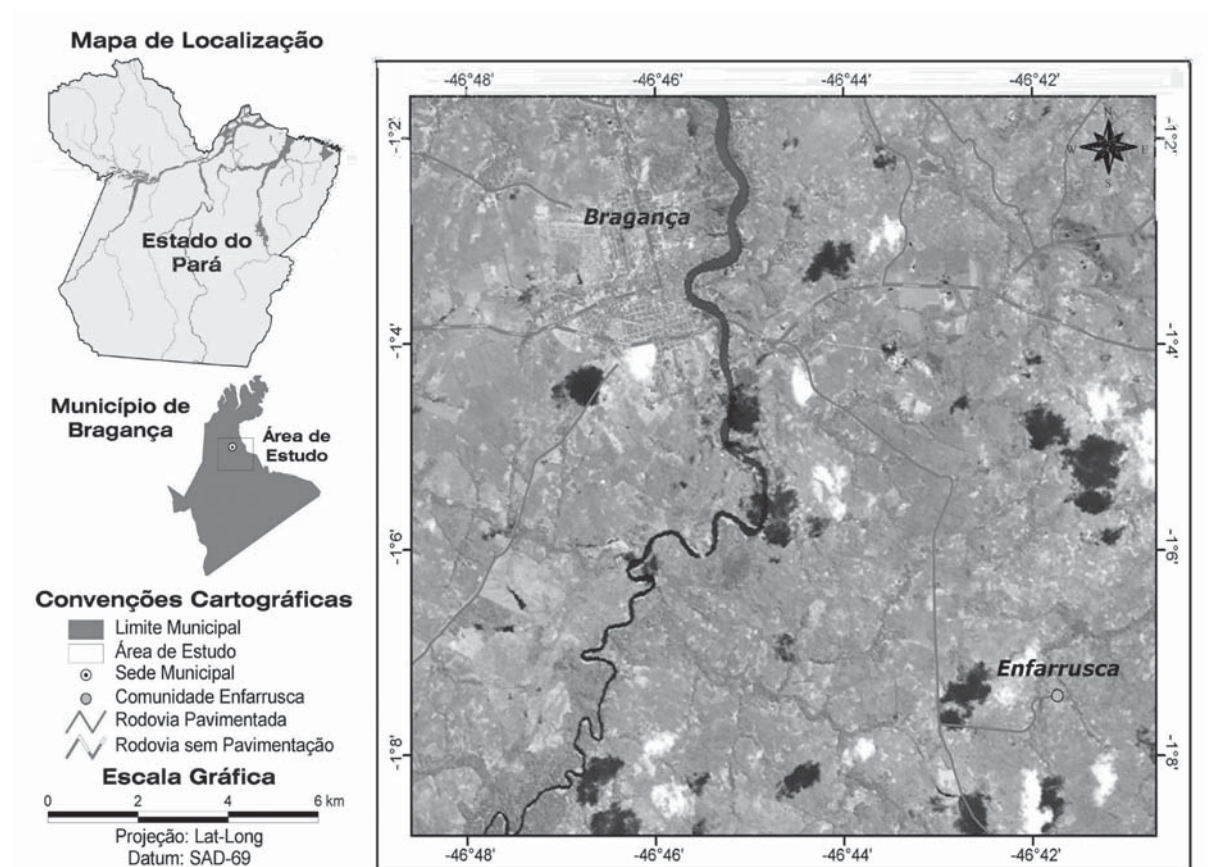 Mapa de Localização
Estado do
Pará
Município de
Bragança
Área de
Estudo
Convenções Cartográficas
Limite Municipal
Área de Estudo
Sede Municipal
Comunidade Enfarrusca
Rodovia Pavimentada
Rodovia sem Pavimentação
Escala Gráfica
0 2 4 6 km
Projeção: Lat-Long
Datum: SAD-69
-46°48' -46°46' -46°44' -46°42'
-1°2' -1°2'
N
W E
S
Bragança
-1°4' -1°4'
-1°6' -1°6'
Enfarrusca
-1°8' -1°8'
-46°48' -46°46' -46°44' -46°42'